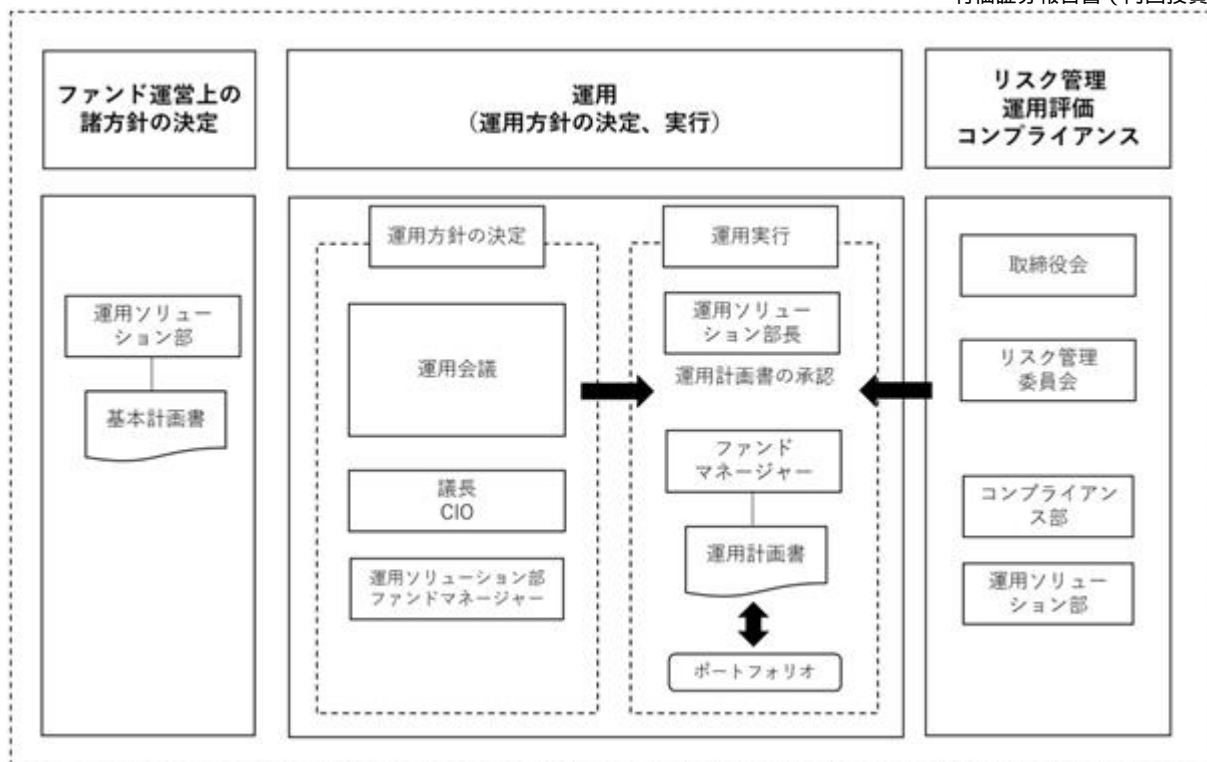 ファンド運営上の
諸方針の決定
運用
（運用方針の決定、実行）
リスク管理
運用評価
コンプライアンス
運用ソリュー
ション部
基本計画書
運用方針の決定
運用会議
議長
CIO
運用ソリューション部
ファンドマネージャー
運用実行
運用ソリュー
ション部長
運用計画書の承認
ファンド
マネージャー
運用計画書
ポートフォリオ
取締役会
リスク管理
委員会
コンプライアン
ス部
運用ソリュー
ション部